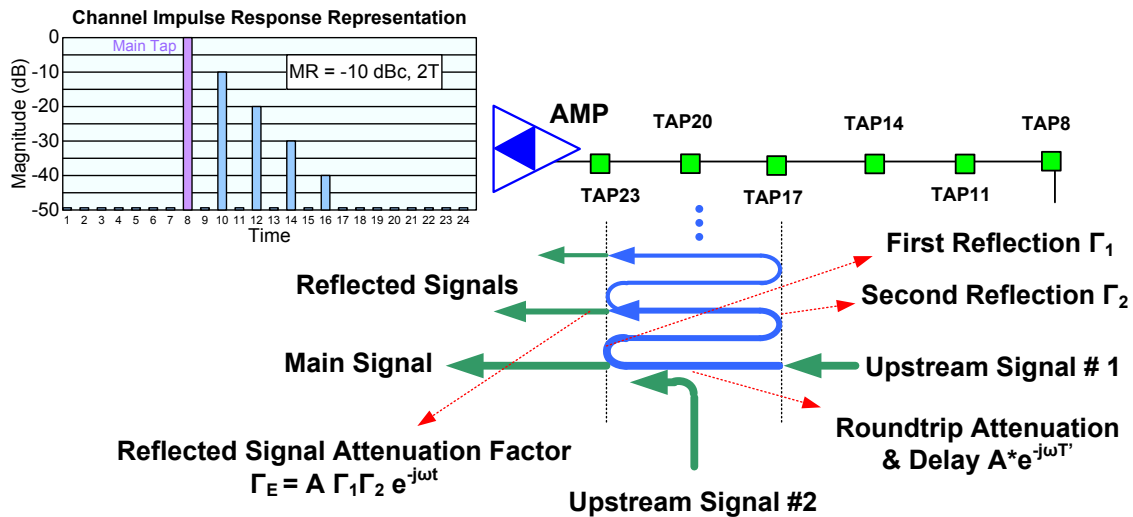 Channel Impulse Response Representation
Magnitude (dB)
0
-10
-20
-30
-40
-50
Main Tap
MR = -10 dBc, 2T
1 2 3 4 5 6 7 8 9 10 11 12 13 14 15 16 17 18 19 20 21 22 23 24
Time
AMP
TAP20
TAP14
TAP8
TAP23
TAP17
TAP11
First Reflection Γ₁
Reflected Signals
Second Reflection Γ₂
Main Signal
Upstream Signal # 1
Roundtrip Attenuation
& Delay A*e^-jωT'
Reflected Signal Attenuation Factor
Γ_E = A Γ₁Γ₂ e^-jωt
Upstream Signal #2